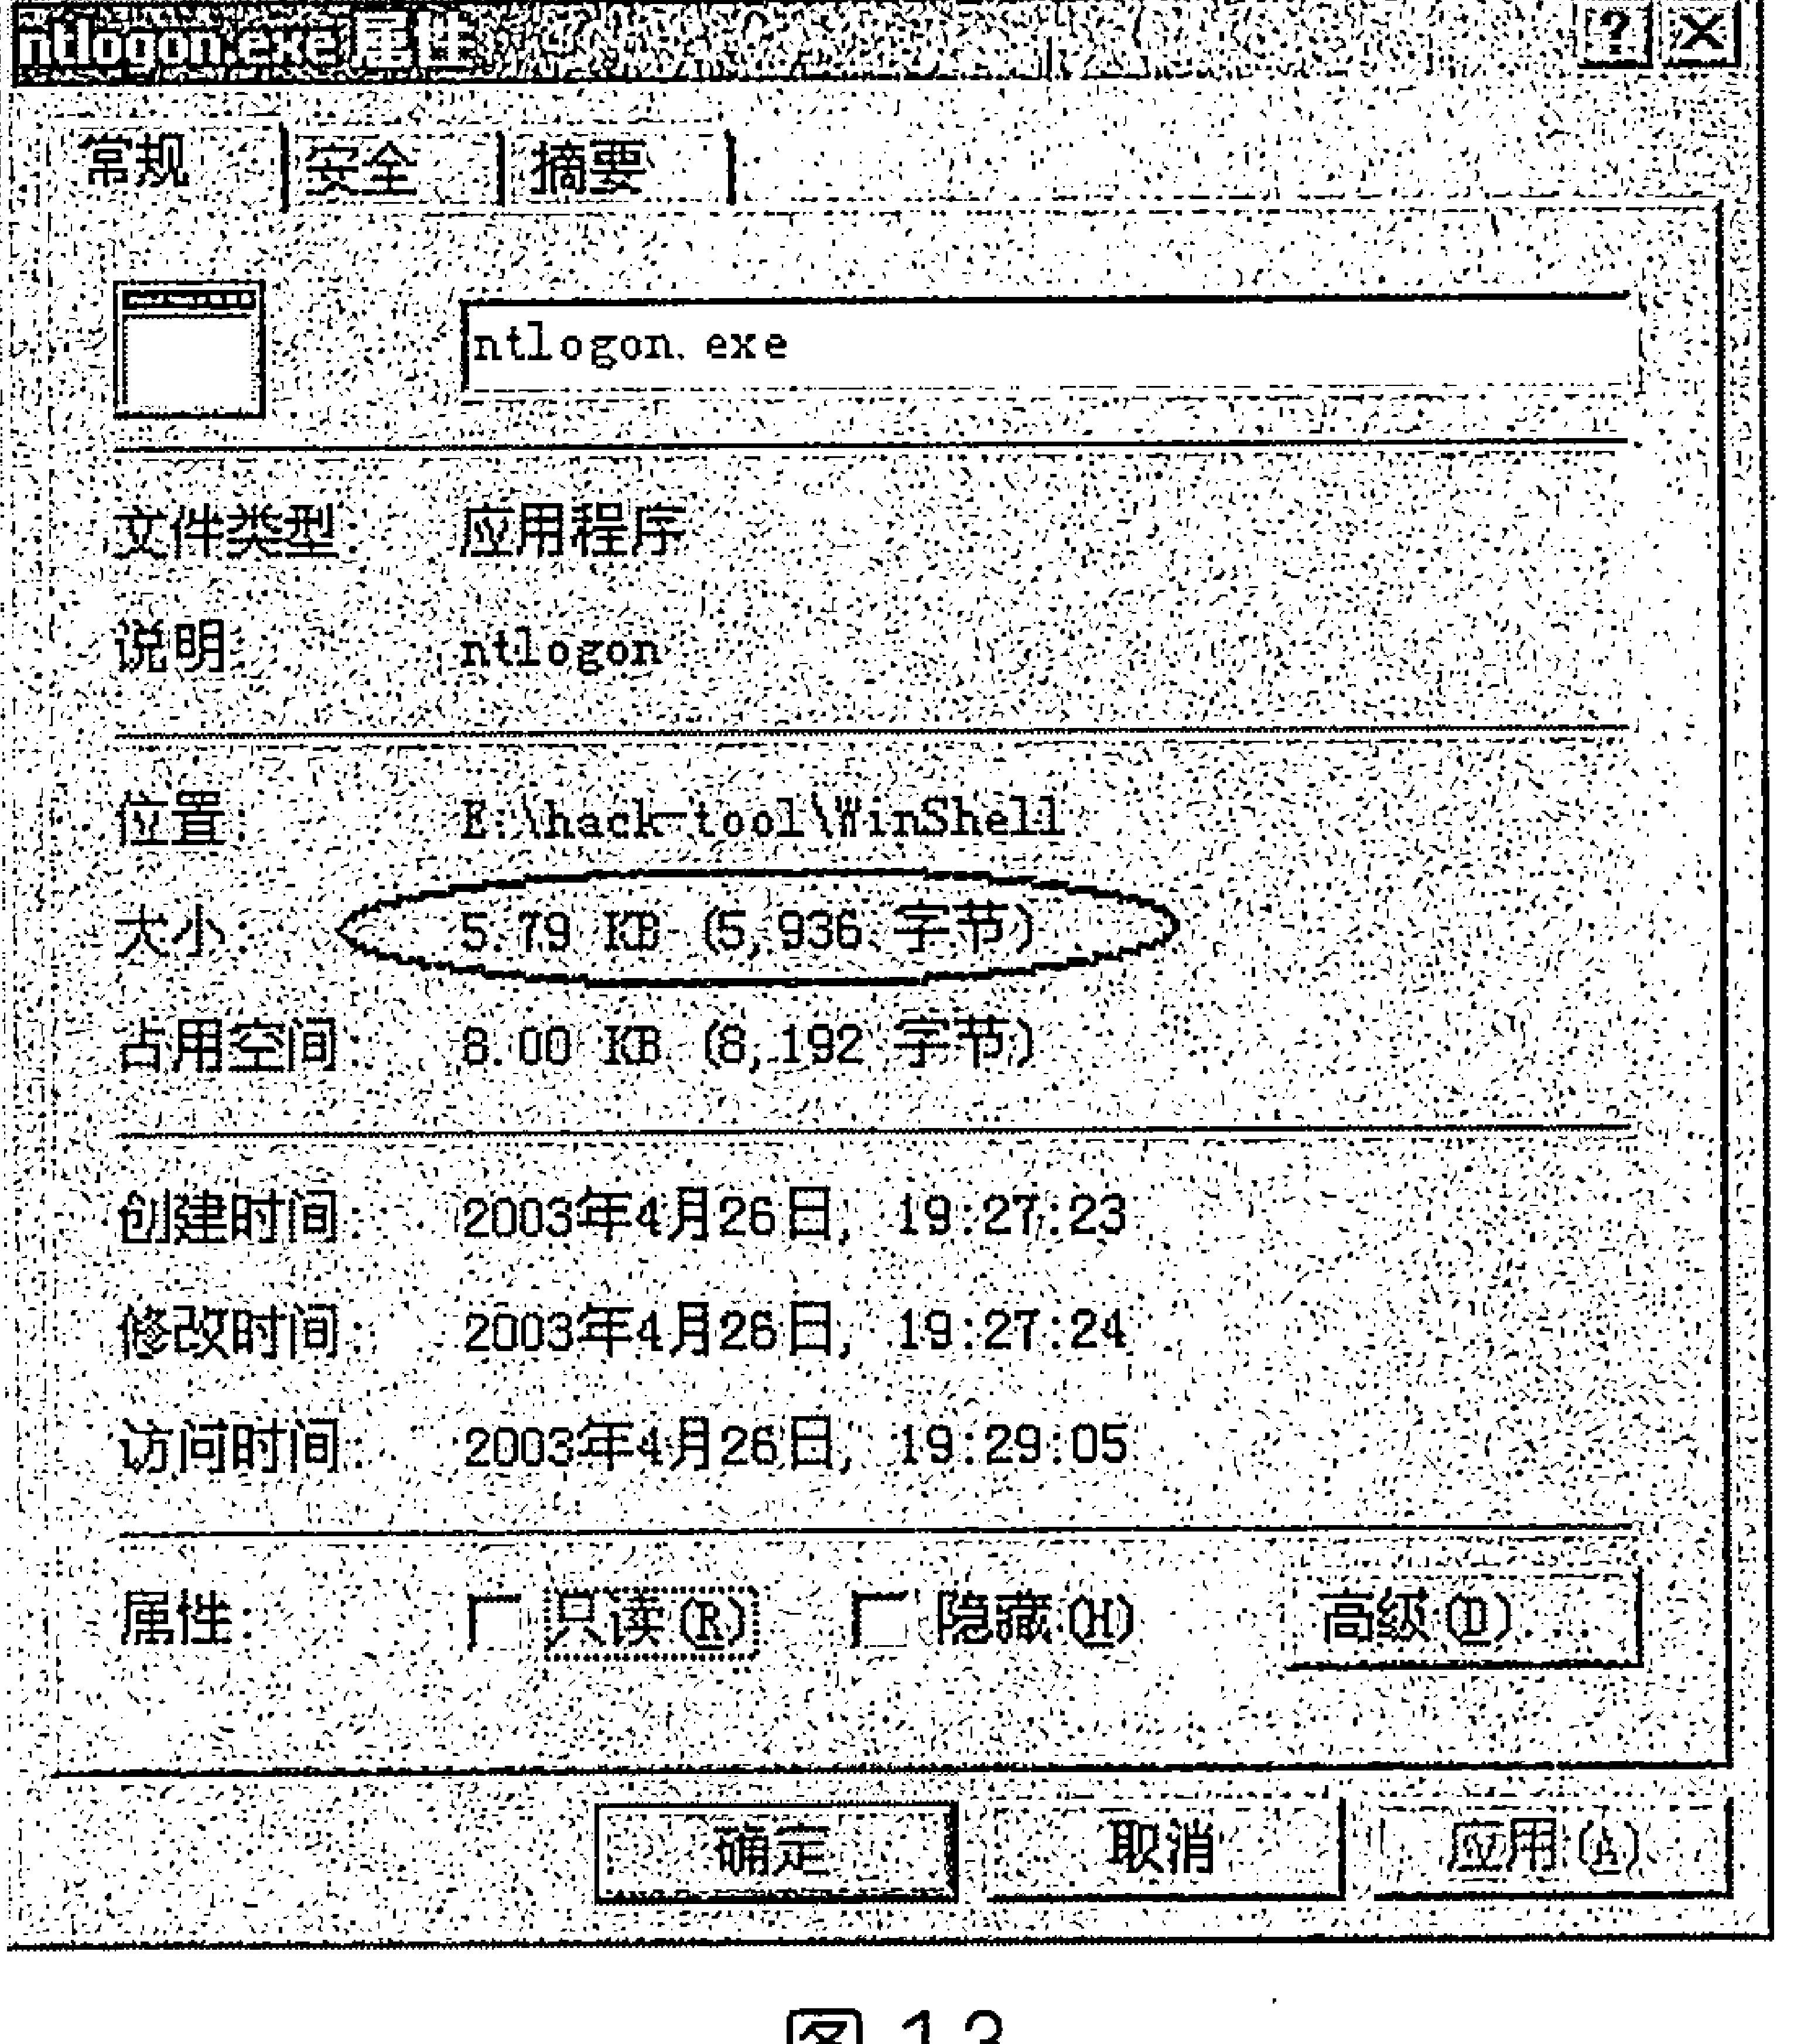 ntlogon.exe 属性
常规 安全 摘要
ntlogon.exe
文件类型: 应用程序
说明: ntlogon
位置: E:\hack-tool\WinShell
大小: 5.79 KB (5,936 字节)
占用空间: 8.00 KB (8,192 字节)
创建时间: 2003年4月26日, 19:27:23
修改时间: 2003年4月26日, 19:27:24
访问时间: 2003年4月26日, 19:29:05
属性: 只读(R) 隐藏(H) 高级(D)...
确定 取消 应用(A)
图 13